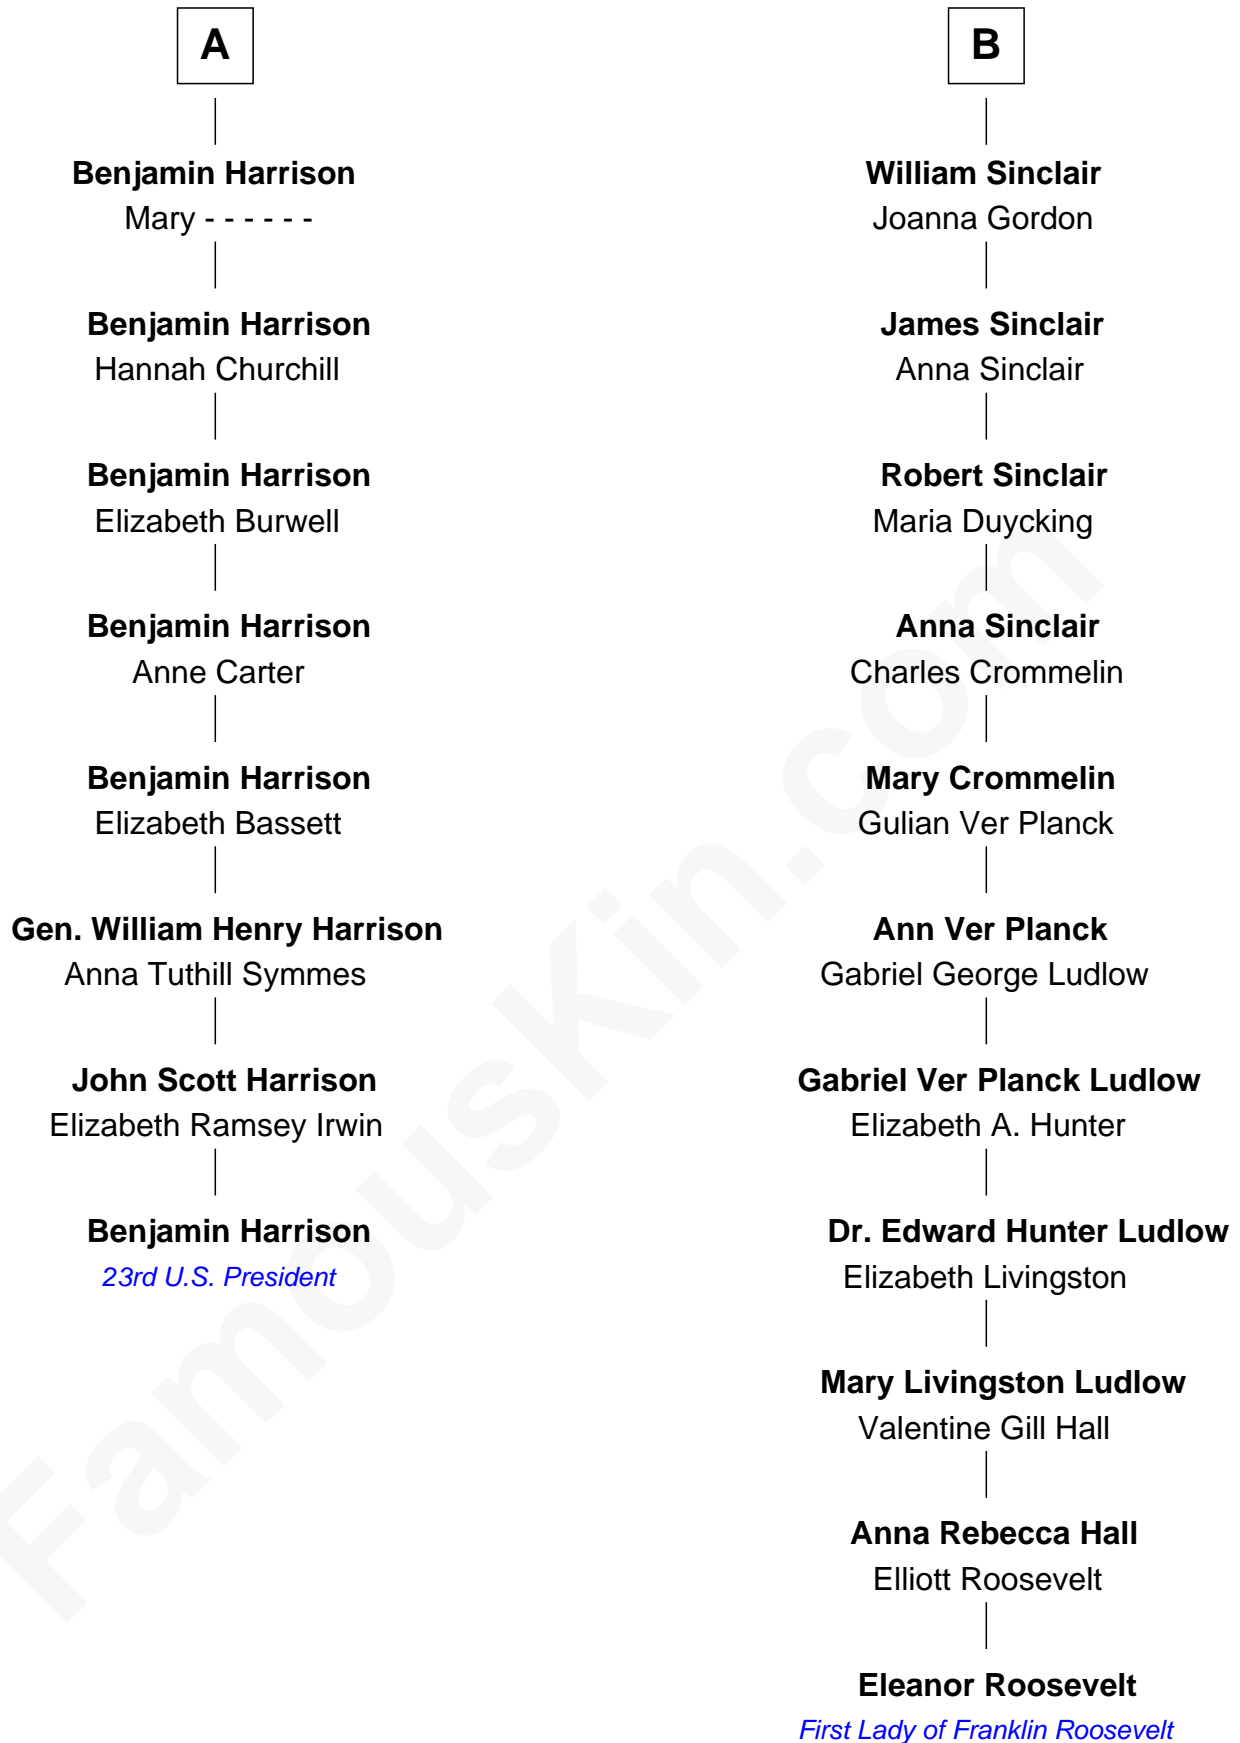 A
Benjamin Harrison
Mary - - - - - -
Benjamin Harrison
Hannah Churchill
Benjamin Harrison
Elizabeth Burwell
Benjamin Harrison
Anne Carter
Benjamin Harrison
Elizabeth Bassett
Gen. William Henry Harrison
Anna Tuthill Symmes
John Scott Harrison
Elizabeth Ramsey Irwin
Benjamin Harrison
23rd U.S. President
B
William Sinclair
Joanna Gordon
James Sinclair
Anna Sinclair
Robert Sinclair
Maria Duycking
Anna Sinclair
Charles Crommelin
Mary Crommelin
Gulian Ver Planck
Ann Ver Planck
Gabriel George Ludlow
Gabriel Ver Planck Ludlow
Elizabeth A. Hunter
Dr. Edward Hunter Ludlow
Elizabeth Livingston
Mary Livingston Ludlow
Valentine Gill Hall
Anna Rebecca Hall
Elliott Roosevelt
Eleanor Roosevelt
First Lady of Franklin Roosevelt
FamousKin.com